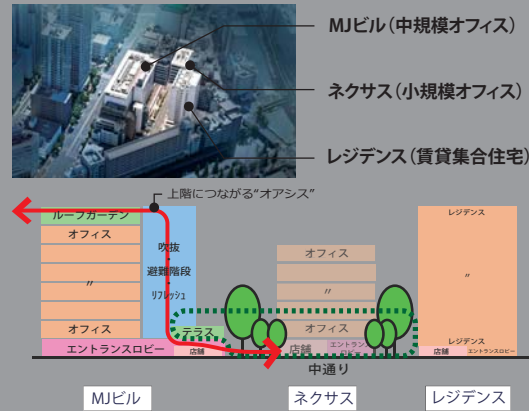 MJビル（中規模オフィス）
ネクサス（小規模オフィス）
レジデンス（賃貸集合住宅）
上階につながる“オアシス”
ルーフガーデン
オフィス
〃
オフィス
エントランスロビー
吹抜
・
避難階段
・
リフレッシュ
テラス
店舗
オフィス
〃
オフィス
店舗
エントランス
ロビー
中通り
レジデンス
〃
レジデンス
店舗
エントランスロビー
MJビル
ネクサス
レジデンス